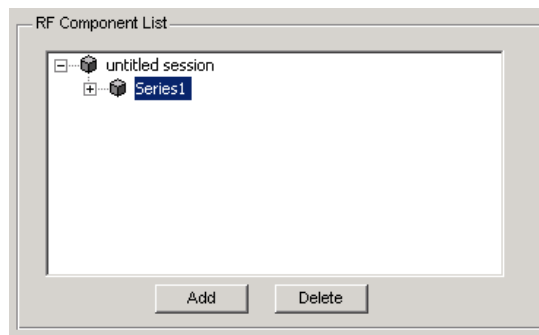 RF Component List
untitled session
Series1
Add Delete